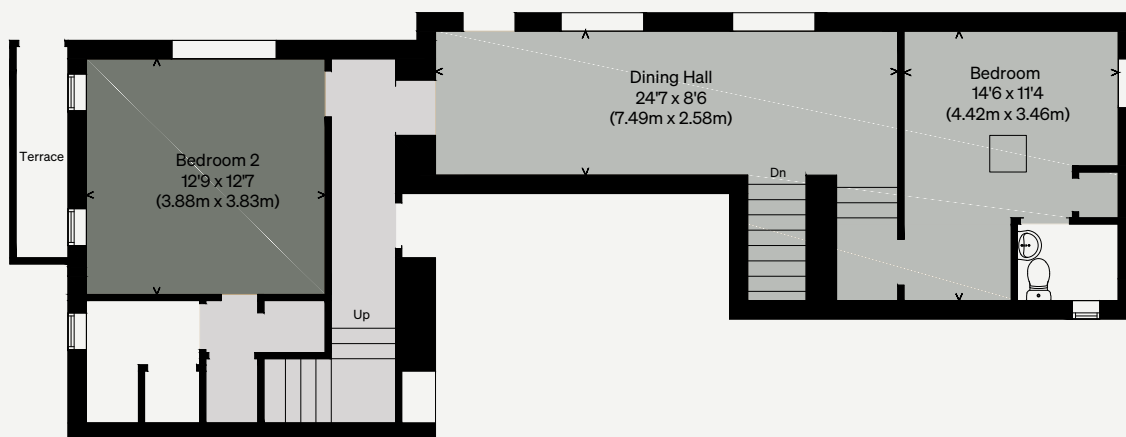 Dining Hall
24'7 x 8'6
(7.49m x 2.58m)
Bedroom
14'6 x 11'4
(4.42m x 3.46m)
Terrace
Bedroom 2
12'9 x 12'7
(3.88m x 3.83m)
Dn
Up